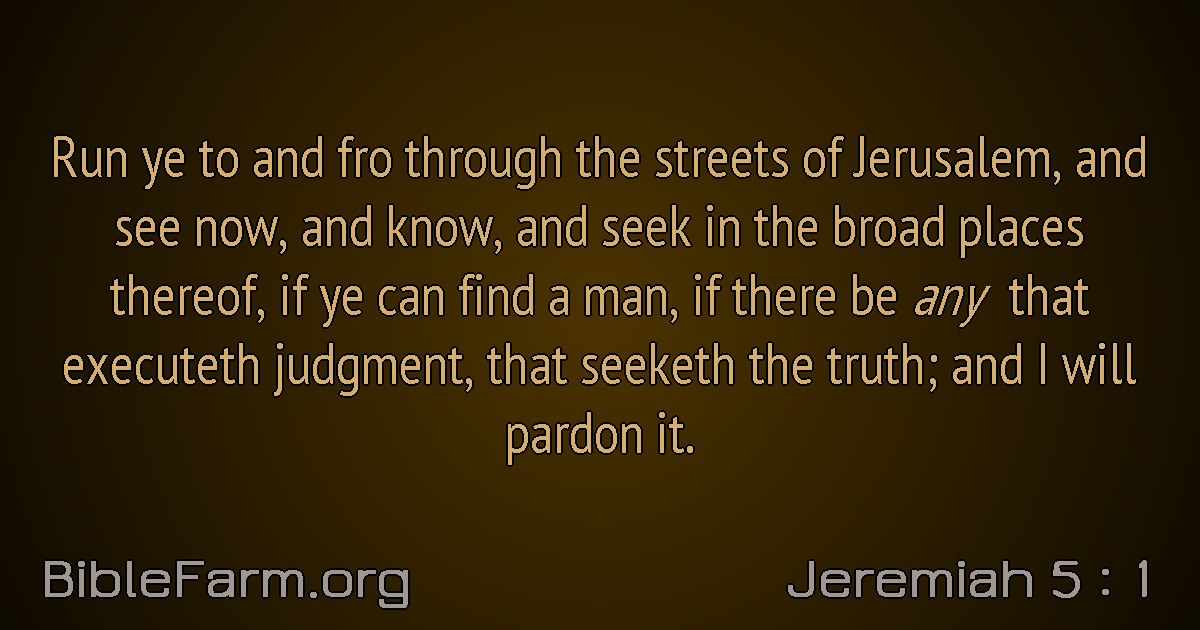 Run ye to and fro through the streets of Jerusalem, and
see now, and know, and seek in the broad places
thereof, if ye can find a man, if there be any that
executeth judgment, that seeketh the truth; and I will
pardon it.
BibleFarm.org
Jeremiah 5 : 1